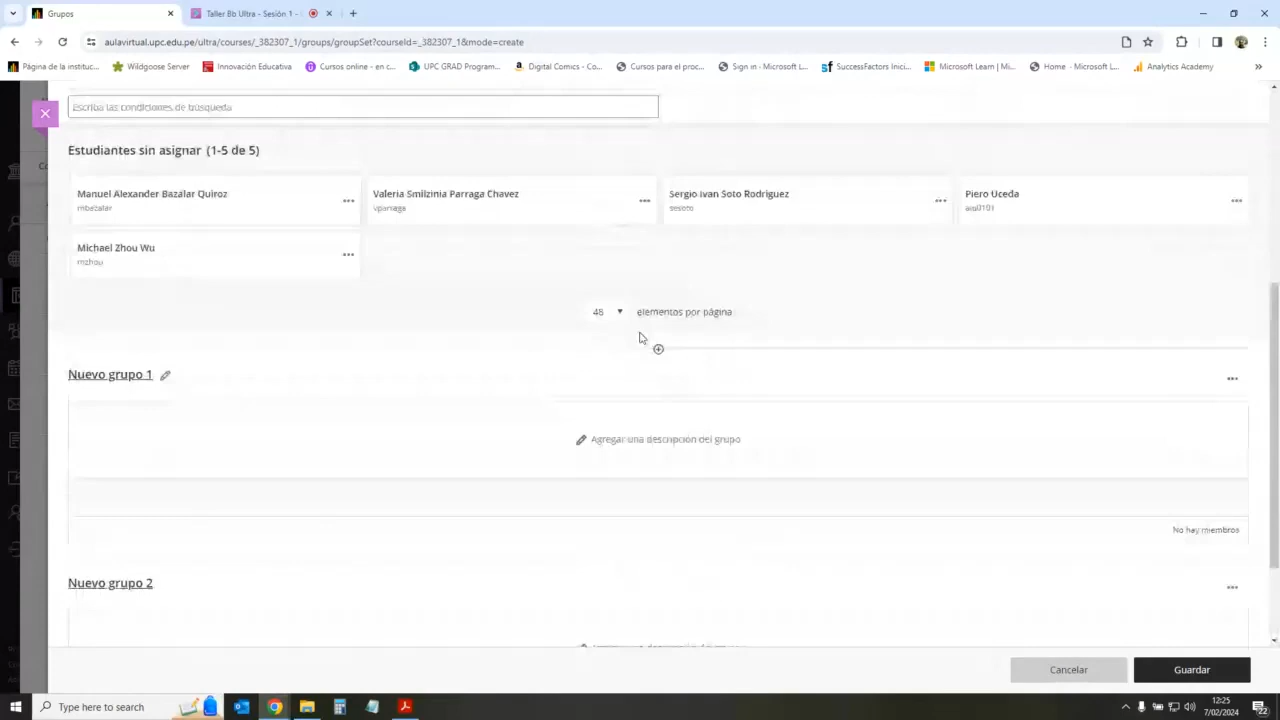 Grupos
Taller Bb Ultra - Sesión 1 -
aulavirtual.upc.edu.pe/ultra/courses/_382307_1/groups/groupSet?courseId=_382307_1&mode=create
Página de la instituc...
Wildgoose Server
Innovación Educativa
Cursos online - en c...
UPC GRAD Program...
Digital Comics - Co...
Cursos para el proc...
Sign in - Microsoft L...
SuccessFactors Inici...
Microsoft Learn | Mi...
Home - Microsoft L...
Analytics Academy
Escriba las condiciones de búsqueda
Estudiantes sin asignar (1-5 de 5)
Manuel Alexander Bazalar Quiroz
mbazalar
Valeria Smilzinia Parraga Chavez
vparraga
Sergio Ivan Soto Rodriguez
sesoto
Piero Uceda
Michael Zhou Wu
mzhou
48
elementos por página
Nuevo grupo 1
Agregar una descripción del grupo
No hay miembros
Nuevo grupo 2
Cancelar
Guardar
Type here to search
12:25
7/02/2024
22